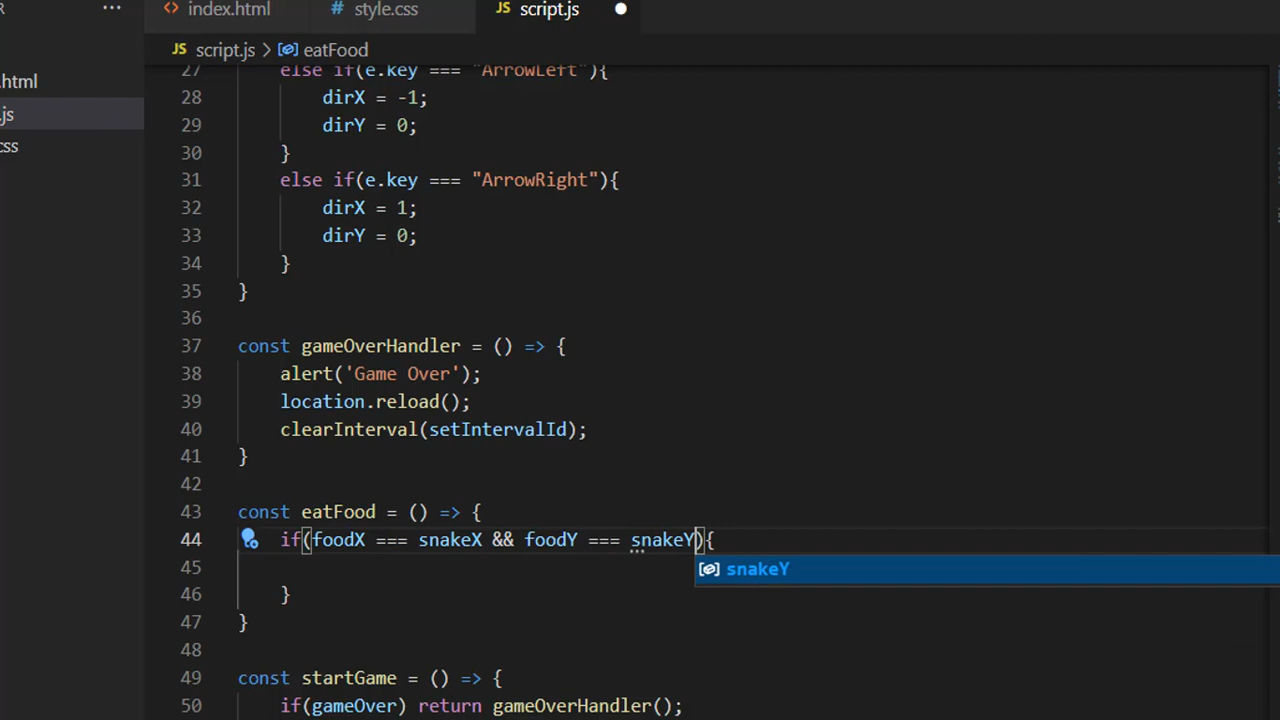 R ...
index.html # style.css JS script.js
JS script.js > eatFood
.html
.js
css
27 else if(e.key === "ArrowLeft"){
28 dirX = -1;
29 dirY = 0;
30 }
31 else if(e.key === "ArrowRight"){
32 dirX = 1;
33 dirY = 0;
34 }
35 }
36
37 const gameOverHandler = () => {
38 alert('Game Over');
39 location.reload();
40 clearInterval(setIntervalId);
41 }
42
43 const eatFood = () => {
44 if(foodX === snakeX && foodY === snakeY){
snakeY
45
46 }
47 }
48
49 const startGame = () => {
50 if(gameOver) return gameOverHandler();